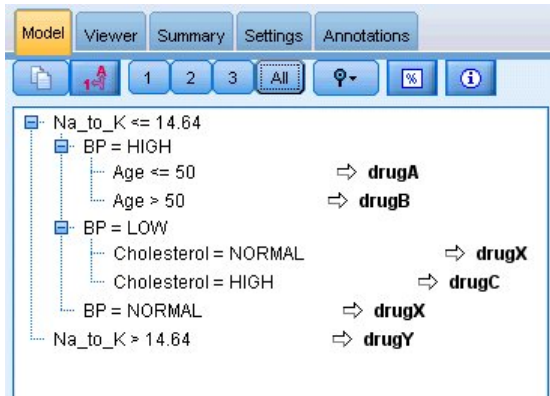 Model Viewer Summary Settings Annotations
1 2 3 All % i
Na_to_K <= 14.64
BP = HIGH
Age <= 50 ⇨ drugA
Age > 50 ⇨ drugB
BP = LOW
Cholesterol = NORMAL ⇨ drugX
Cholesterol = HIGH ⇨ drugC
BP = NORMAL ⇨ drugX
Na_to_K > 14.64 ⇨ drugY